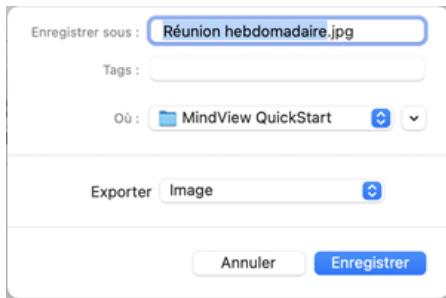 Enregistrer sous : Réunion hebdomadaire.jpg
Tags :
Où : MindView QuickStart
Exporter Image
Annuler Enregistrer